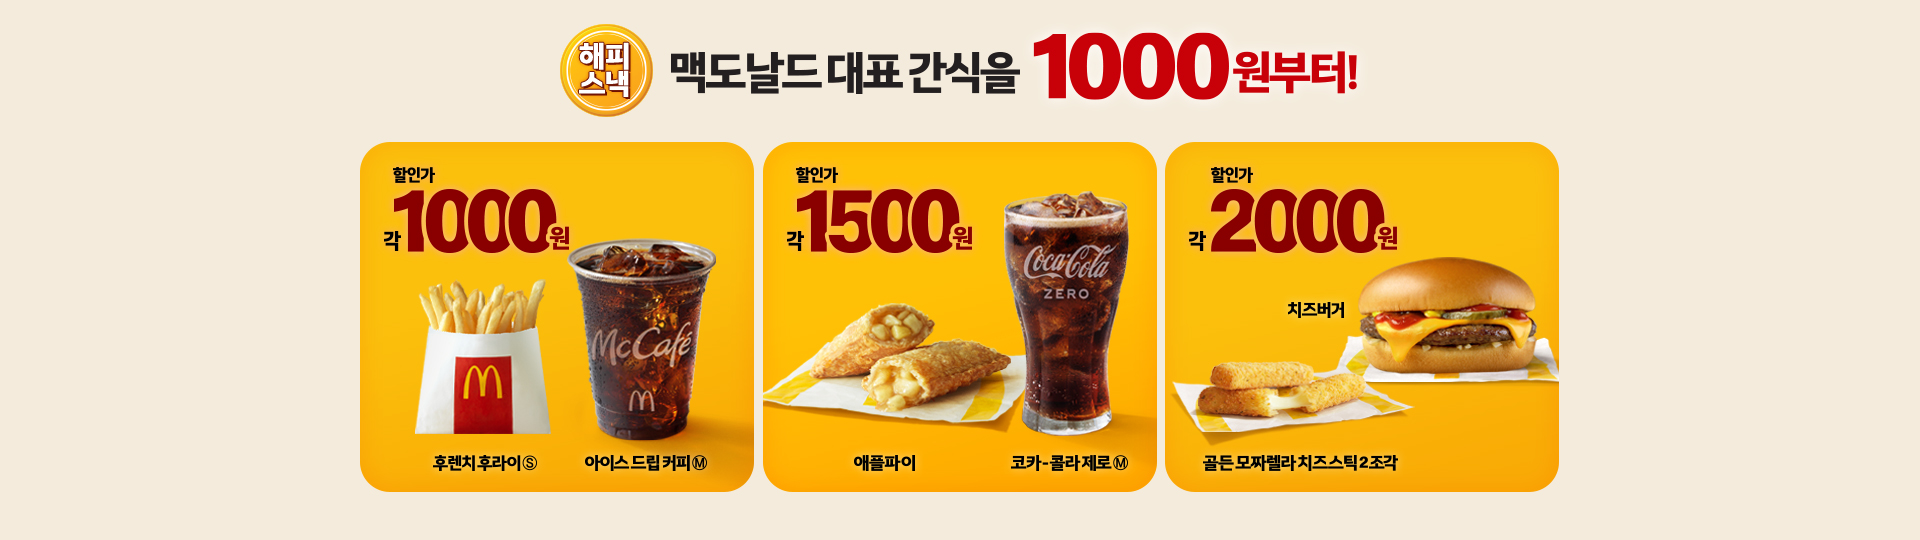 해피
스낵
맥도날드 대표 간식을 1000원부터!
할인가
각 1000원
McCafé
후렌치 후라이 Ⓢ
아이스 드립 커피 Ⓜ
할인가
각 1500원
Coca-Cola
ZERO
애플파이
코카-콜라 제로 Ⓜ
할인가
각 2000원
치즈버거
골든 모짜렐라 치즈스틱 2조각